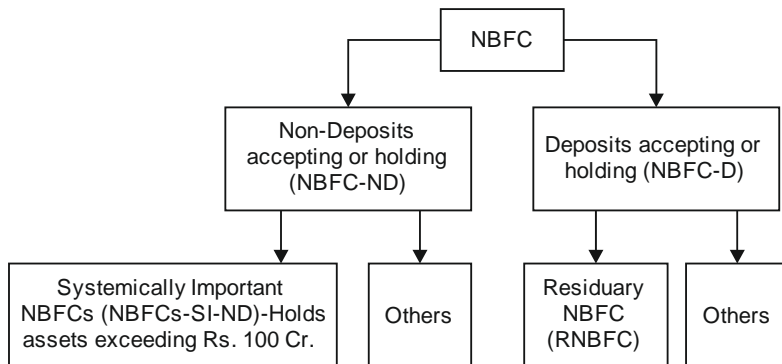 NBFC
Non-Deposits
accepting or holding
(NBFC-ND)
Deposits accepting or
holding (NBFC-D)
Systemically Important
NBFCs (NBFCs-SI-ND)-Holds
assets exceeding Rs. 100 Cr.
Others
Residuary
NBFC
(RNBFC)
Others